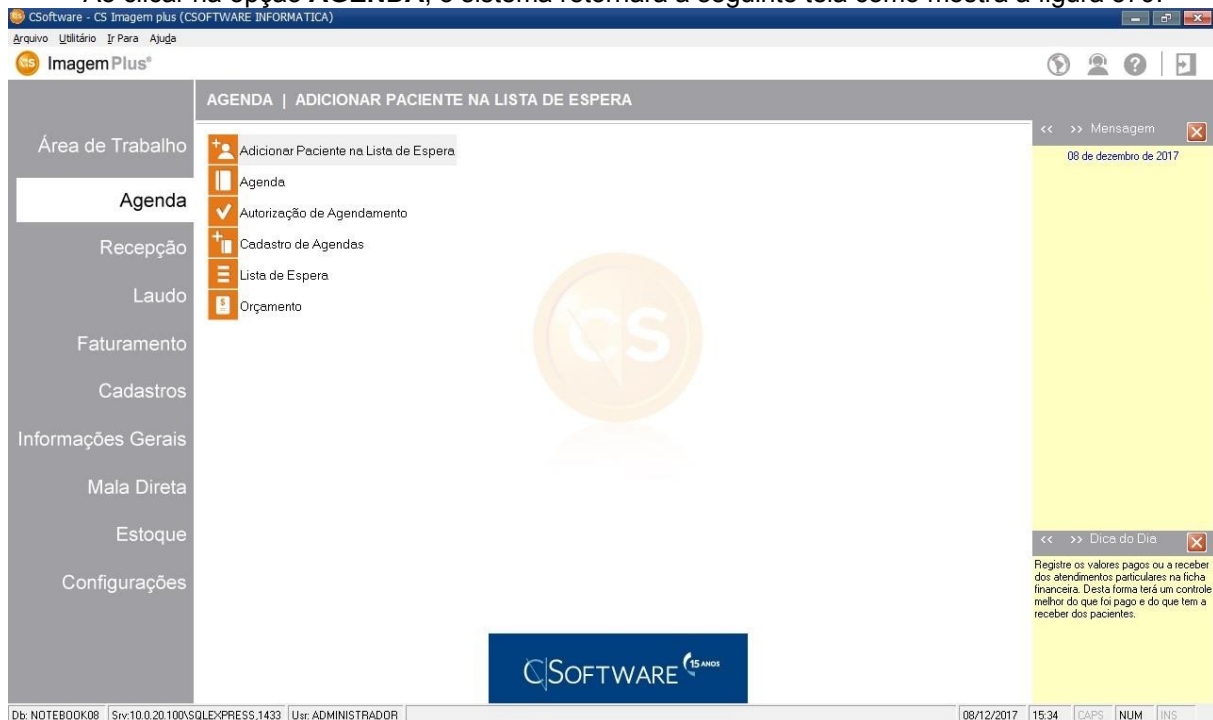 Ao clicar na opção AGENDA, o sistema retornará a seguinte tela como mostra a figura
CSoftware - CS Imagem plus (CSOFTWARE INFORMATICA)
Arquivo Utilitário Ir Para Ajuda
CS ImagemPlus®
AGENDA | ADICIONAR PACIENTE NA LISTA DE ESPERA
Área de Trabalho
Agenda
Recepção
Laudo
Faturamento
Cadastros
Informações Gerais
Mala Direta
Estoque
Configurações
Adicionar Paciente na Lista de Espera
Agenda
Autorização de Agendamento
Cadastro de Agendas
Lista de Espera
Orçamento
CS
CSOFTWARE 15 ANOS
<< >> Mensagem
08 de dezembro de 2017
<< >> Dica do Dia
Registre os valores pagos ou a receber
dos atendimentos particulares na ficha
financeira. Desta forma terá um controle
melhor do que foi pago e do que tem a
receber dos pacientes.
Db: NOTEBOOK08 Srv:10.0.20.100\SQLEXPRESS,1433 Usr: ADMINISTRADOR 08/12/2017 15:34 CAPS NUM INS